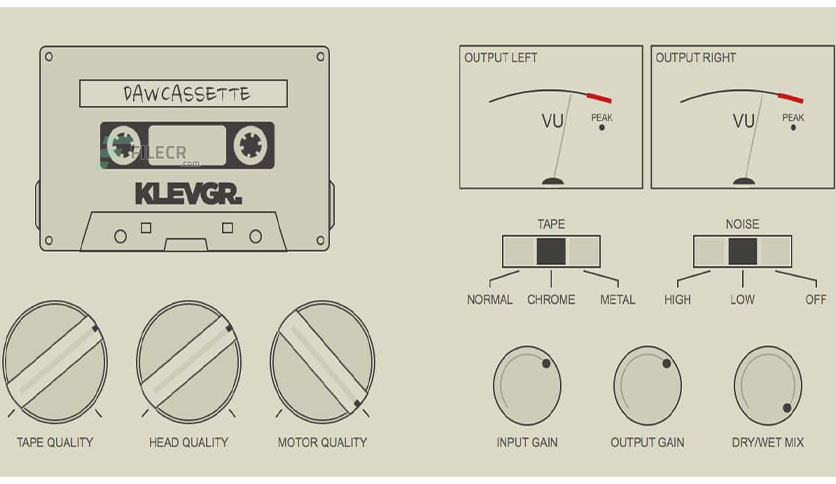 DAWCASSETTE
FILECR
.com
KLEVGR.
OUTPUT LEFT
VU
PEAK
OUTPUT RIGHT
VU
PEAK
TAPE
NORMAL CHROME METAL
NOISE
HIGH LOW OFF
TAPE QUALITY
HEAD QUALITY
MOTOR QUALITY
INPUT GAIN
OUTPUT GAIN
DRY/WET MIX